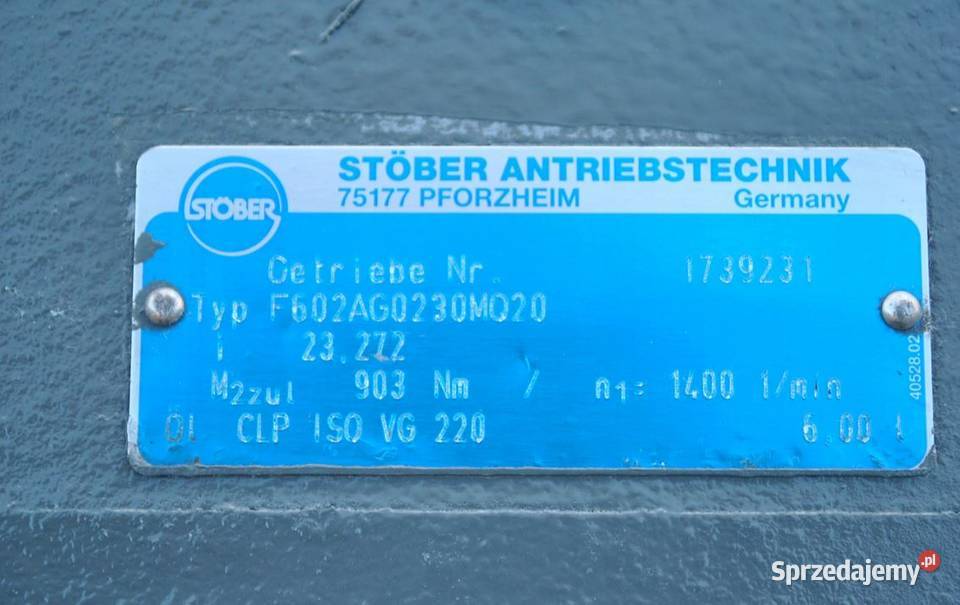 STÖBER
STÖBER ANTRIEBSTECHNIK
75177 PFORZHEIM Germany
Getriebe Nr. 1739231
Typ F602AG0230MQ20
i 23,272
M2zul 903 Nm / n1= 1400 1/min
Öl CLP ISO VG 220 6.00 l
40528.02
Sprzedajemy.pl